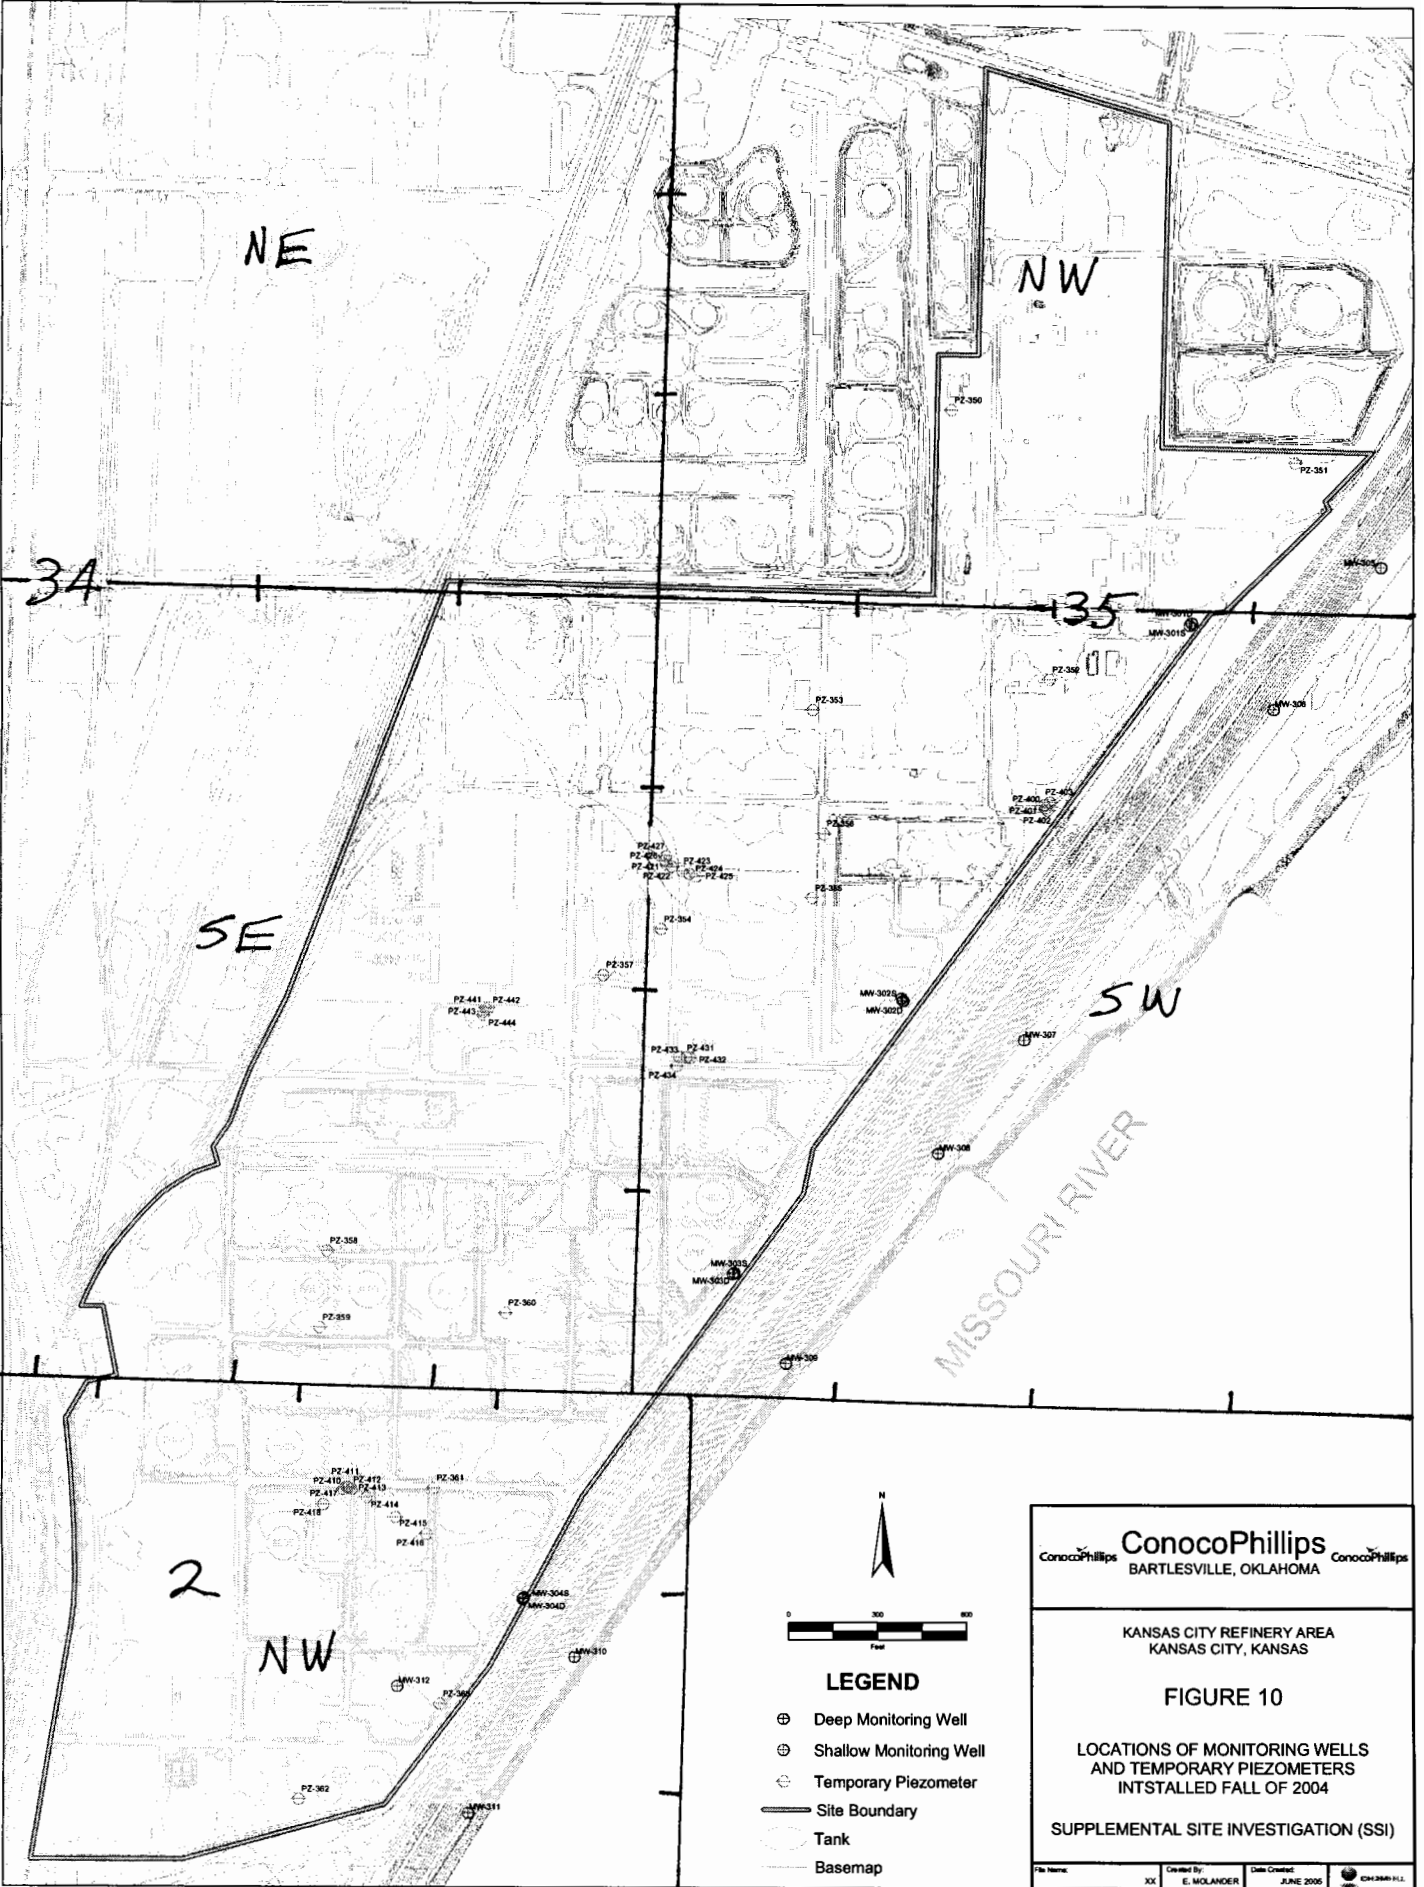 NE
NW
PZ-350
PZ-351
34
35
MW-305
MW-301D
MW-301S
PZ-352
PZ-353
MW-306
PZ-403
PZ-400
PZ-401
PZ-402
PZ-356
PZ-427
PZ-426
PZ-423
PZ-421
PZ-424
PZ-422
PZ-425
PZ-355
PZ-354
SE
PZ-357
PZ-441
PZ-442
PZ-443
PZ-444
MW-302S
MW-302D
SW
MW-307
PZ-433
PZ-431
PZ-432
PZ-434
MW-308
MISSOURI RIVER
PZ-358
MW-303S
MW-303D
PZ-360
PZ-359
MW-309
PZ-411
PZ-410
PZ-412
PZ-361
PZ-417
PZ-413
PZ-418
PZ-414
PZ-415
PZ-416
2
MW-304S
MW-304D
NW
MW-310
MW-312
PZ-362
MW-311
N
0 300 600
Feet
LEGEND
Deep Monitoring Well
Shallow Monitoring Well
Temporary Piezometer
Site Boundary
Tank
Basemap
ConocoPhillips ConocoPhillips ConocoPhillips
BARTLESVILLE, OKLAHOMA
KANSAS CITY REFINERY AREA
KANSAS CITY, KANSAS
FIGURE 10
LOCATIONS OF MONITORING WELLS
AND TEMPORARY PIEZOMETERS
INTSTALLED FALL OF 2004
SUPPLEMENTAL SITE INVESTIGATION (SSI)
File Name: XX
Created By: E. MOLANDER
Date Created: JUNE 2005
CH2MHILL